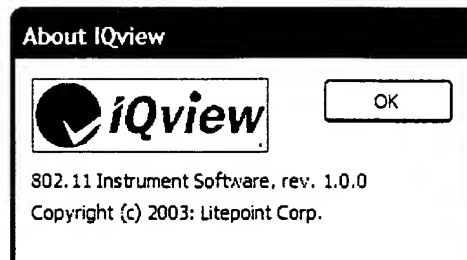 About IQview
iQview
OK
802.11 Instrument Software, rev. 1.0.0
Copyright (c) 2003: Litepoint Corp.